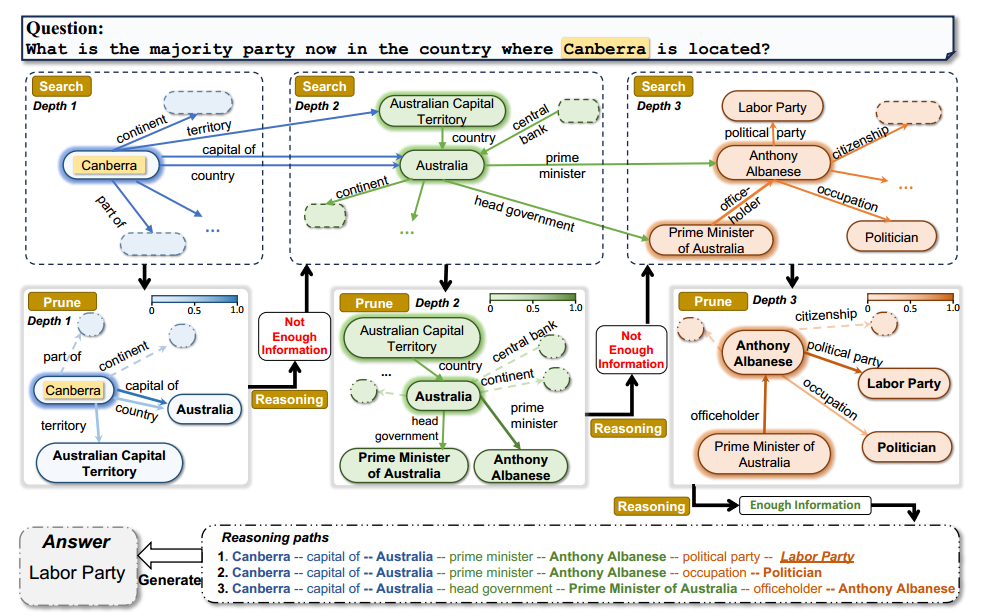 Question:
What is the majority party now in the country where Canberra is located?
Search
Depth 1
continent
territory
capital of
country
Canberra
part of
...
Search
Depth 2
Australian Capital
Territory
country
central
bank
Australia
prime
minister
continent
head government
...
Search
Depth 3
Labor Party
political party
citizenship
Anthony
Albanese
...
office-
holder
occupation
Prime Minister
of Australia
Politician
Prune
Depth 1
0 0.5 1.0
part of
continent
Canberra
capital of
country
Australia
territory
Australian Capital
Territory
Not
Enough
Information
Reasoning
Prune
Depth 2
0 0.5 1.0
Australian Capital
Territory
central bank
country
...
continent
Australia
prime
minister
head
government
Prime Minister
of Australia
Anthony
Albanese
Not
Enough
Information
Reasoning
Prune
Depth 3
0 0.5 1.0
citizenship
Anthony
Albanese
political party
Labor Party
occupation
officeholder
Prime Minister of
Australia
Politician
Reasoning
Enough Information
Answer
Labor Party
Generate
Reasoning paths
1. Canberra -- capital of -- Australia -- prime minister -- Anthony Albanese -- political party -- Labor Party
2. Canberra -- capital of -- Australia -- prime minister -- Anthony Albanese -- occupation -- Politician
3. Canberra -- capital of -- Australia -- head government -- Prime Minister of Australia -- officeholder -- Anthony Albanese